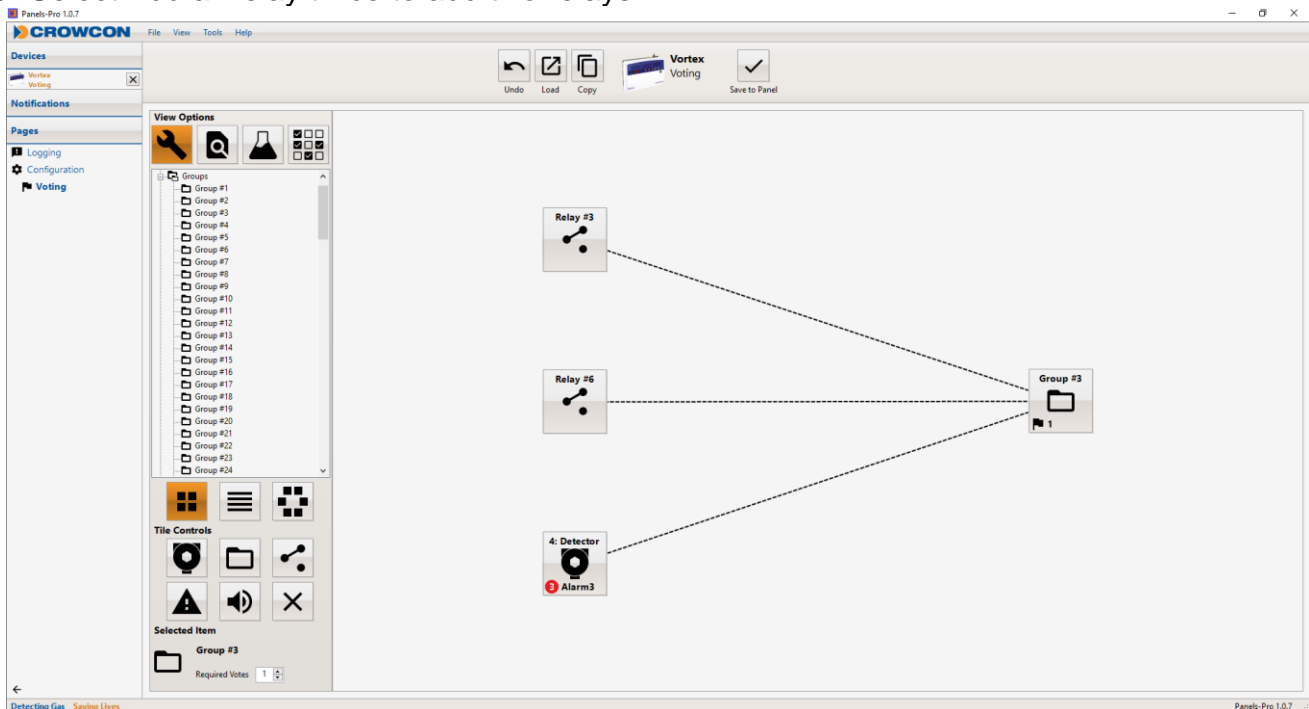 Panels-Pro 1.0.7
CROWCON
File View Tools Help
Devices
Vortex
Voting
Notifications
Pages
Logging
Configuration
Voting
Undo
Load
Copy
Vortex
Voting
Save to Panel
View Options
Groups
Group #1
Group #2
Group #3
Group #4
Group #5
Group #6
Group #7
Group #8
Group #9
Group #10
Group #11
Group #12
Group #13
Group #14
Group #15
Group #16
Group #17
Group #18
Group #19
Group #20
Group #21
Group #22
Group #23
Group #24
Tile Controls
Selected Item
Group #3
Required Votes 1
Relay #3
Relay #6
4: Detector
3 Alarm3
Group #3
1
Detecting Gas Saving Lives
Panels-Pro 1.0.7